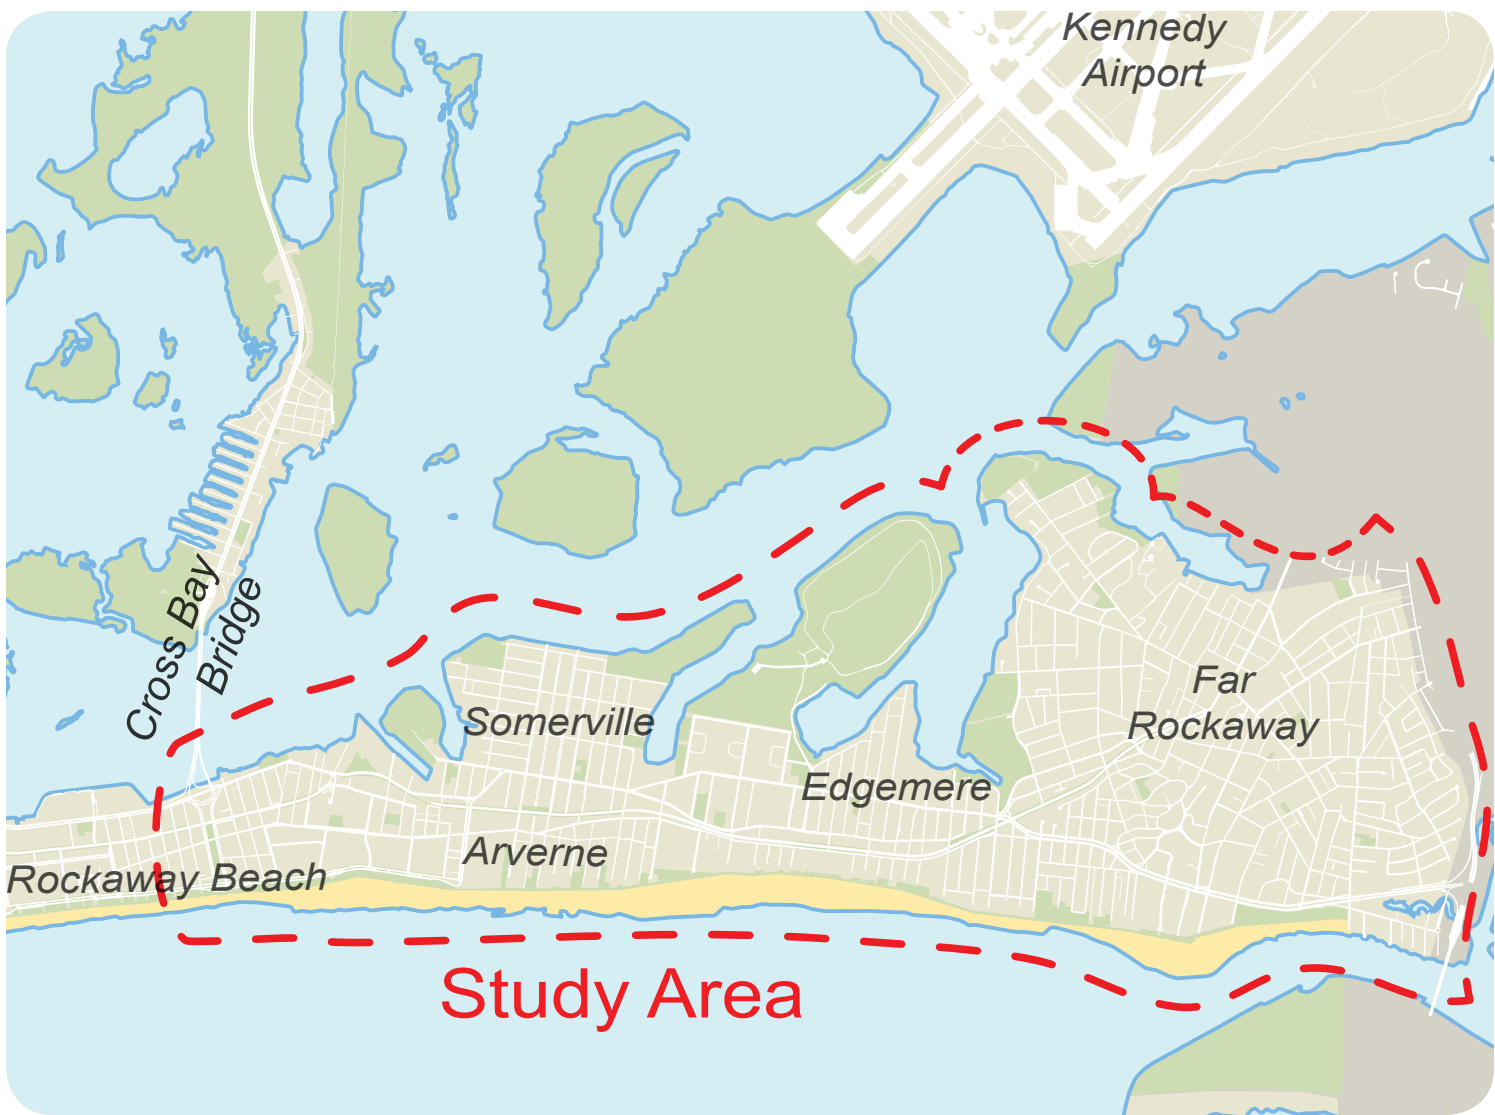 Kennedy
Airport
Cross Bay
Bridge
Far
Rockaway
Somerville
Edgemere
Arverne
Rockaway Beach
Study Area